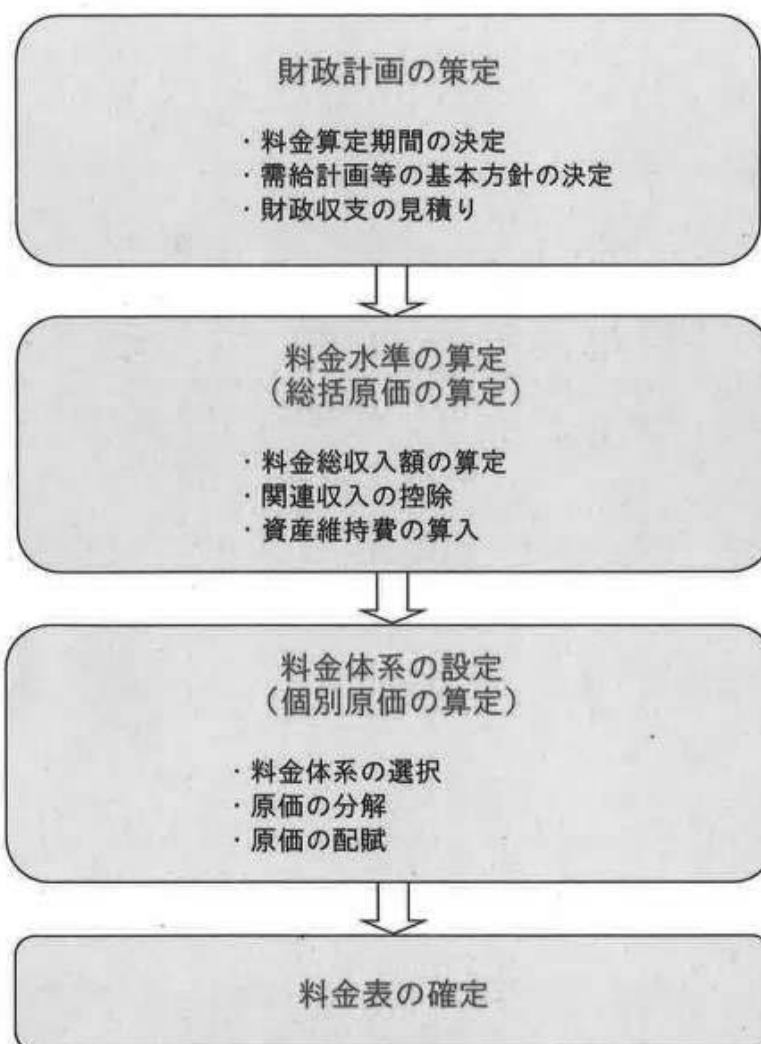 財政計画の策定
・料金算定期間の決定
・需給計画等の基本方針の決定
・財政収支の見積り
料金水準の算定
（総括原価の算定）
・料金総収入額の算定
・関連収入の控除
・資産維持費の算入
料金体系の設定
（個別原価の算定）
・料金体系の選択
・原価の分解
・原価の配賦
料金表の確定